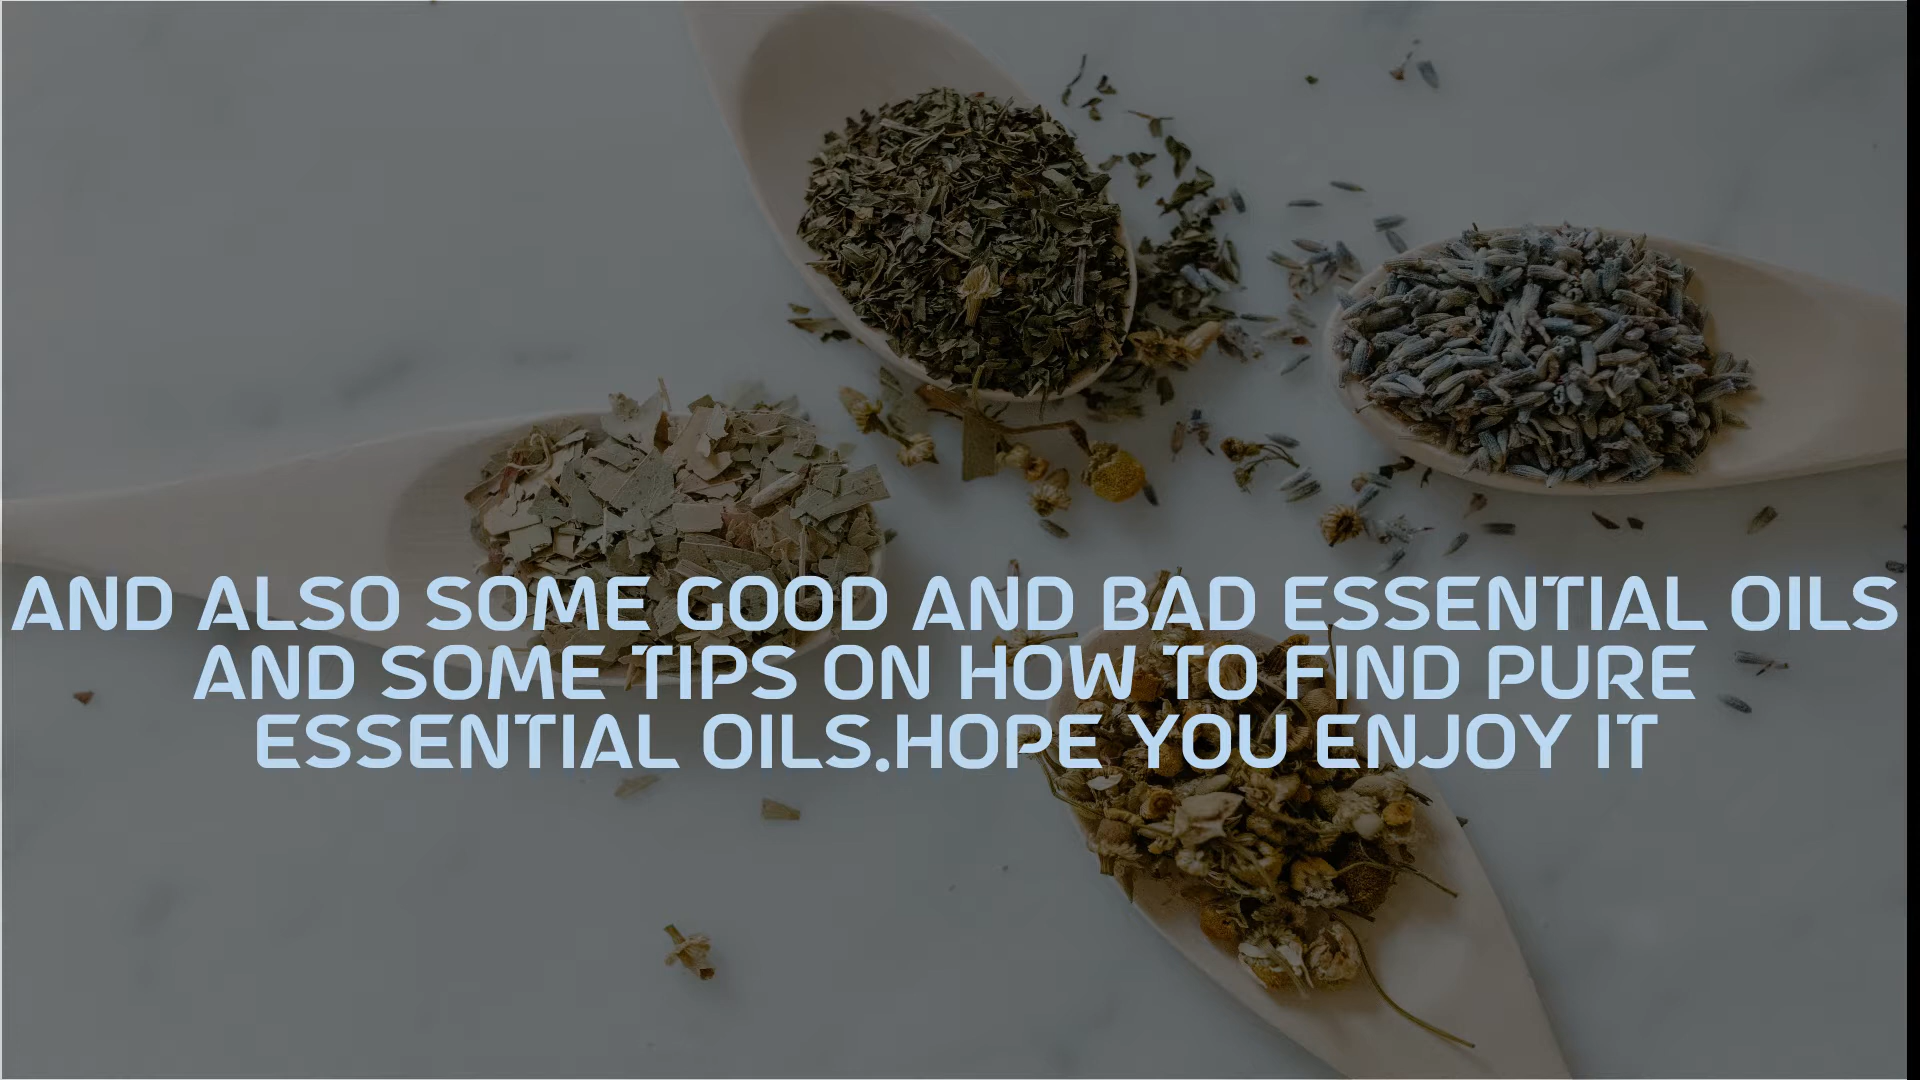 AND ALSO SOME GOOD AND BAD ESSENTIAL OILS
AND SOME TIPS ON HOW TO FIND PURE
ESSENTIAL OILS.HOPE YOU ENJOY IT